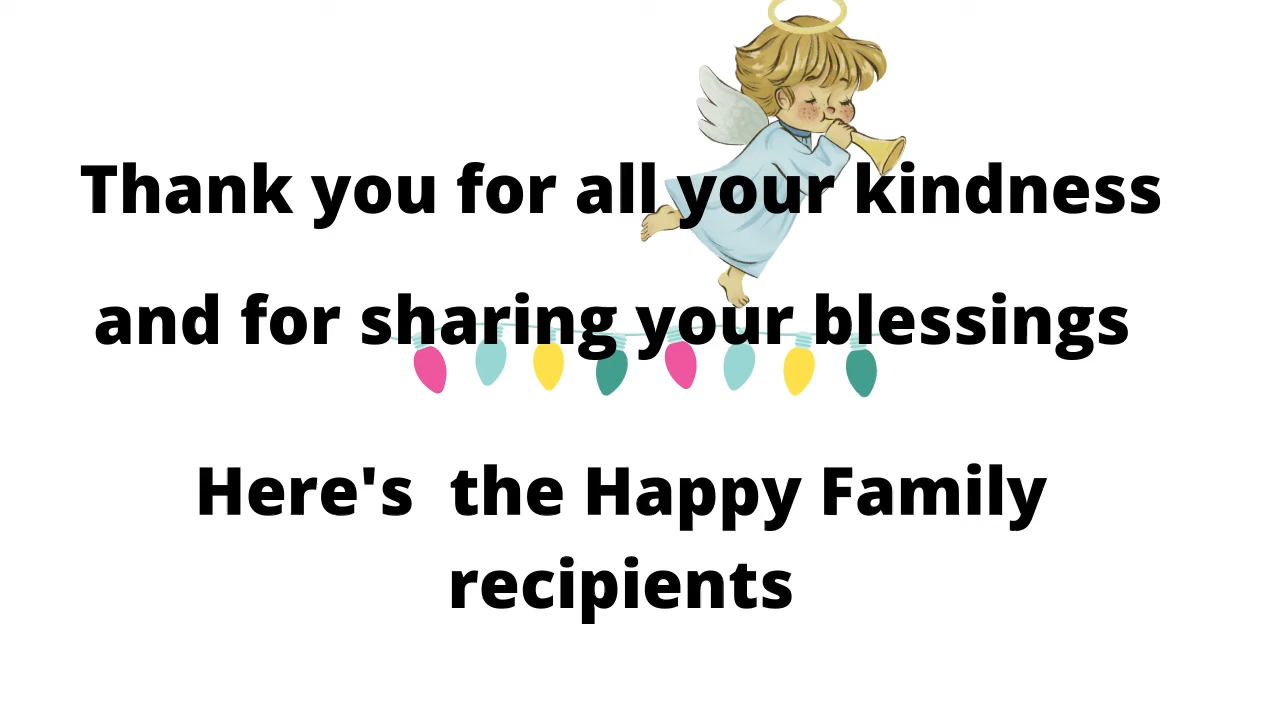 Thank you for all your kindness
and for sharing your blessings
Here's  the Happy Family
recipients